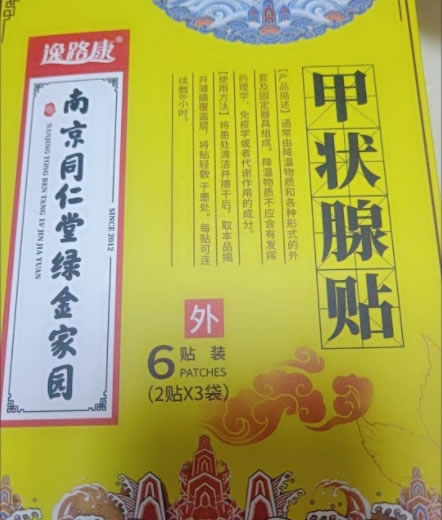 逸路康
南京同仁堂绿金家园
NANJING TONG REN TANG LV JIN JIA YUAN
SINCE 2012
甲状腺贴
【产品描述】通常由降温物质和各种形式的外
套及固定器具组成。降温物质不应含有发挥
药理学、免疫学或者代谢作用的成分。
【使用方法】将患处清洁并擦干后，取本品揭
开薄膜覆盖层，将贴轻敷于患处。每贴可连
续敷8小时。
外
6贴装
PATCHES
(2贴X3袋)